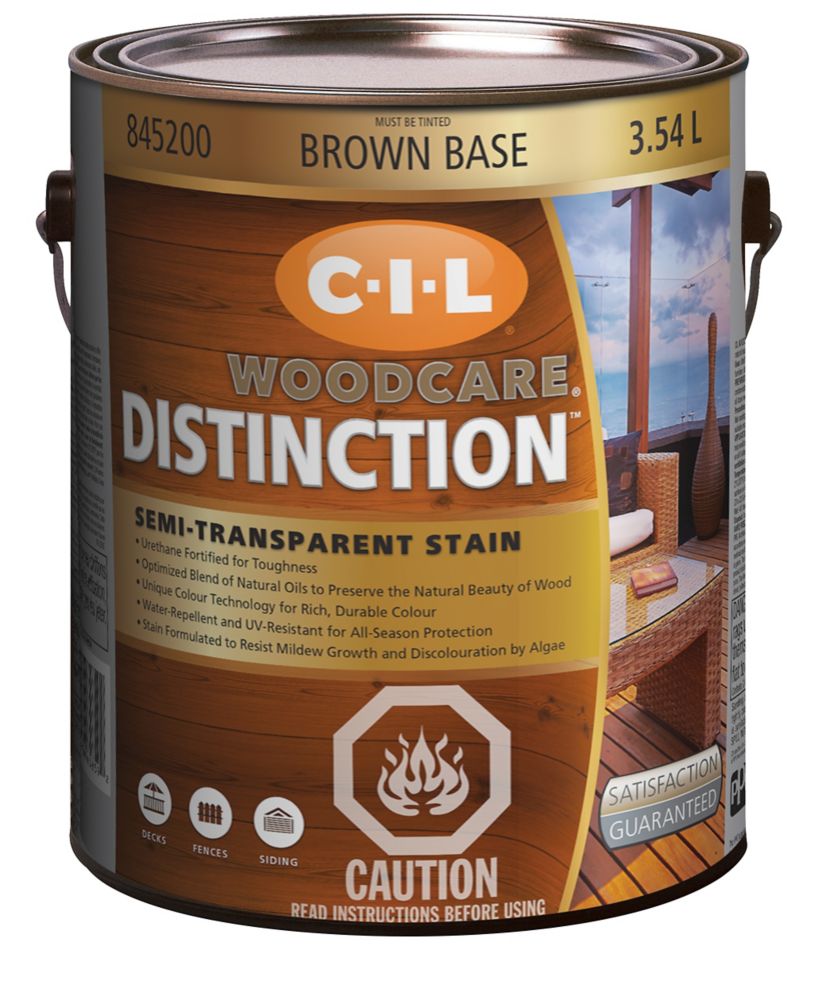 MUST BE TINTED
845200 BROWN BASE 3.54 L
C·I·L®
WOODCARE®
DISTINCTION™
SEMI-TRANSPARENT STAIN
• Urethane Fortified for Toughness
• Optimized Blend of Natural Oils to Preserve the Natural Beauty of Wood
• Unique Colour Technology for Rich, Durable Colour
• Water-Repellent and UV-Resistant for All-Season Protection
• Stain Formulated to Resist Mildew Growth and Discolouration by Algae
SATISFACTION
GUARANTEED
DECKS
FENCES
SIDING
CAUTION
READ INSTRUCTIONS BEFORE USING